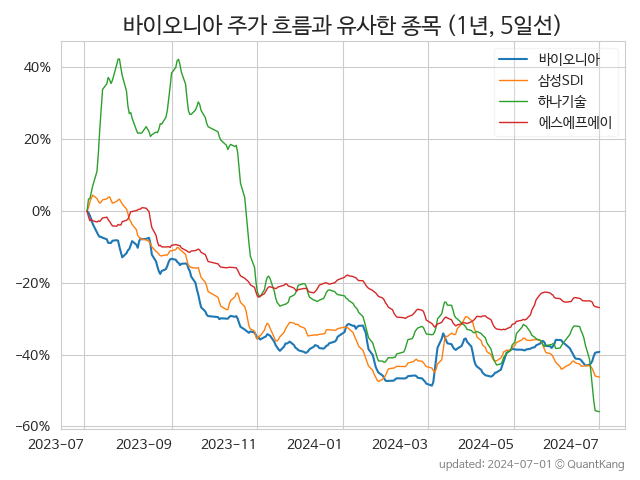 바이오니아 주가 흐름과 유사한 종목 (1년, 5일선)
바이오니아
삼성SDI
하나기술
에스에프에이
40%
20%
0%
−20%
−40%
−60%
2023-07
2023-09
2023-11
2024-01
2024-03
2024-05
2024-07
updated: 2024-07-01 © QuantKang